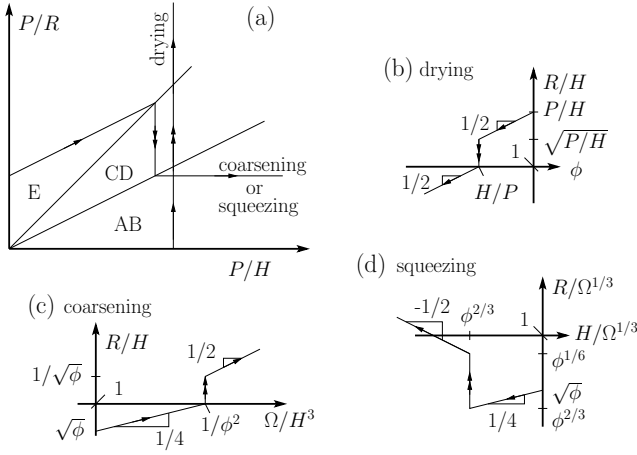 P/R
(a)
drying
E
CD
AB
coarsening
or
squeezing
P/H
(b) drying
R/H
P/H
1/2
√P/H
1
ϕ
1/2
H/P
(c) coarsening
R/H
1/2
1/√ϕ
1
Ω/H³
√ϕ
1/4
1/ϕ²
(d) squeezing
R/Ω^{1/3}
-1/2
ϕ^{2/3}
1
H/Ω^{1/3}
ϕ^{1/6}
√ϕ
1/4
ϕ^{2/3}